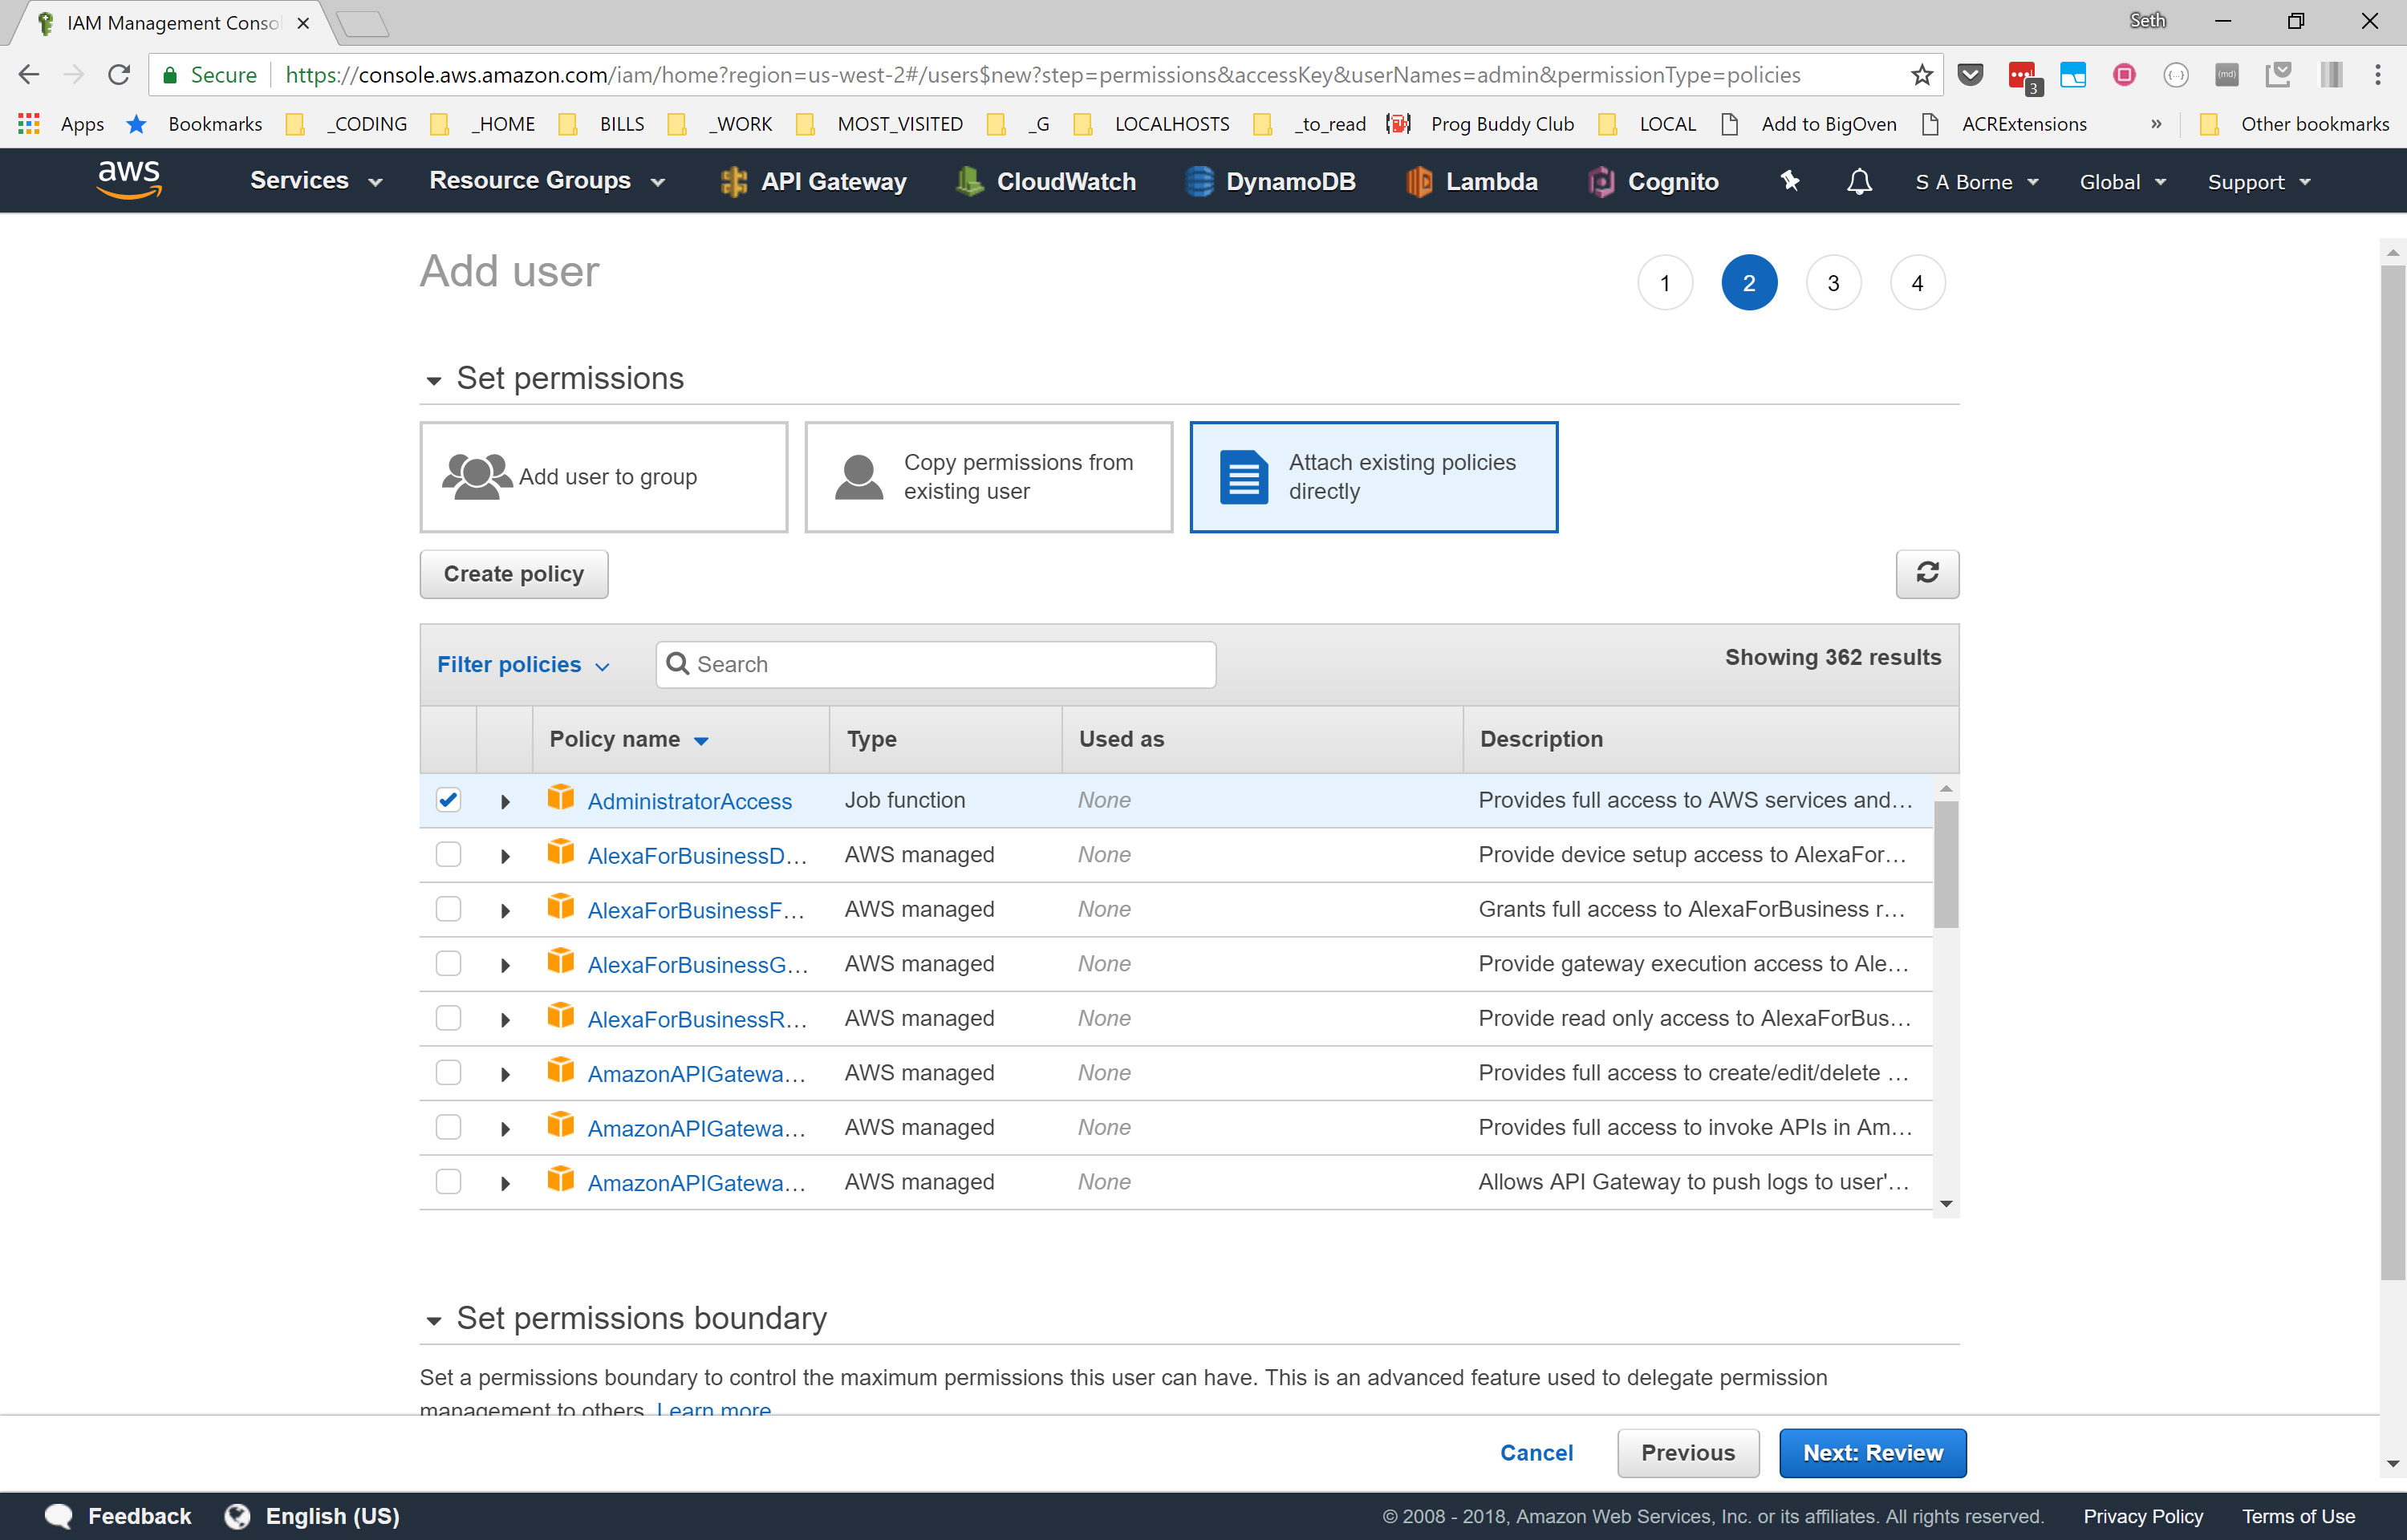 IAM Management Conso
Seth
Secure
https://console.aws.amazon.com/iam/home?region=us-west-2#/users$new?step=permissions&accessKey&userNames=admin&permissionType=policies
3
{...}
(md)
Apps
Bookmarks
_CODING
_HOME
BILLS
_WORK
MOST_VISITED
_G
LOCALHOSTS
_to_read
Prog Buddy Club
LOCAL
Add to BigOven
ACRExtensions
»
Other bookmarks
aws
Services
Resource Groups
API Gateway
CloudWatch
DynamoDB
Lambda
Cognito
S A Borne
Global
Support
Add user
1
2
3
4
Set permissions
Add user to group
Copy permissions from
existing user
Attach existing policies
directly
Create policy
Filter policies
Search
Showing 362 results
Policy name Type Used as Description
AdministratorAccess Job function None Provides full access to AWS services and…
AlexaForBusinessD… AWS managed None Provide device setup access to AlexaFor…
AlexaForBusinessF… AWS managed None Grants full access to AlexaForBusiness r…
AlexaForBusinessG… AWS managed None Provide gateway execution access to Ale…
AlexaForBusinessR… AWS managed None Provide read only access to AlexaForBus…
AmazonAPIGatewa… AWS managed None Provides full access to create/edit/delete …
AmazonAPIGatewa… AWS managed None Provides full access to invoke APIs in Am…
AmazonAPIGatewa… AWS managed None Allows API Gateway to push logs to user'…
Set permissions boundary
Set a permissions boundary to control the maximum permissions this user can have. This is an advanced feature used to delegate permission
management to others. Learn more
Cancel
Previous
Next: Review
Feedback
English (US)
© 2008 - 2018, Amazon Web Services, Inc. or its affiliates. All rights reserved.
Privacy Policy
Terms of Use